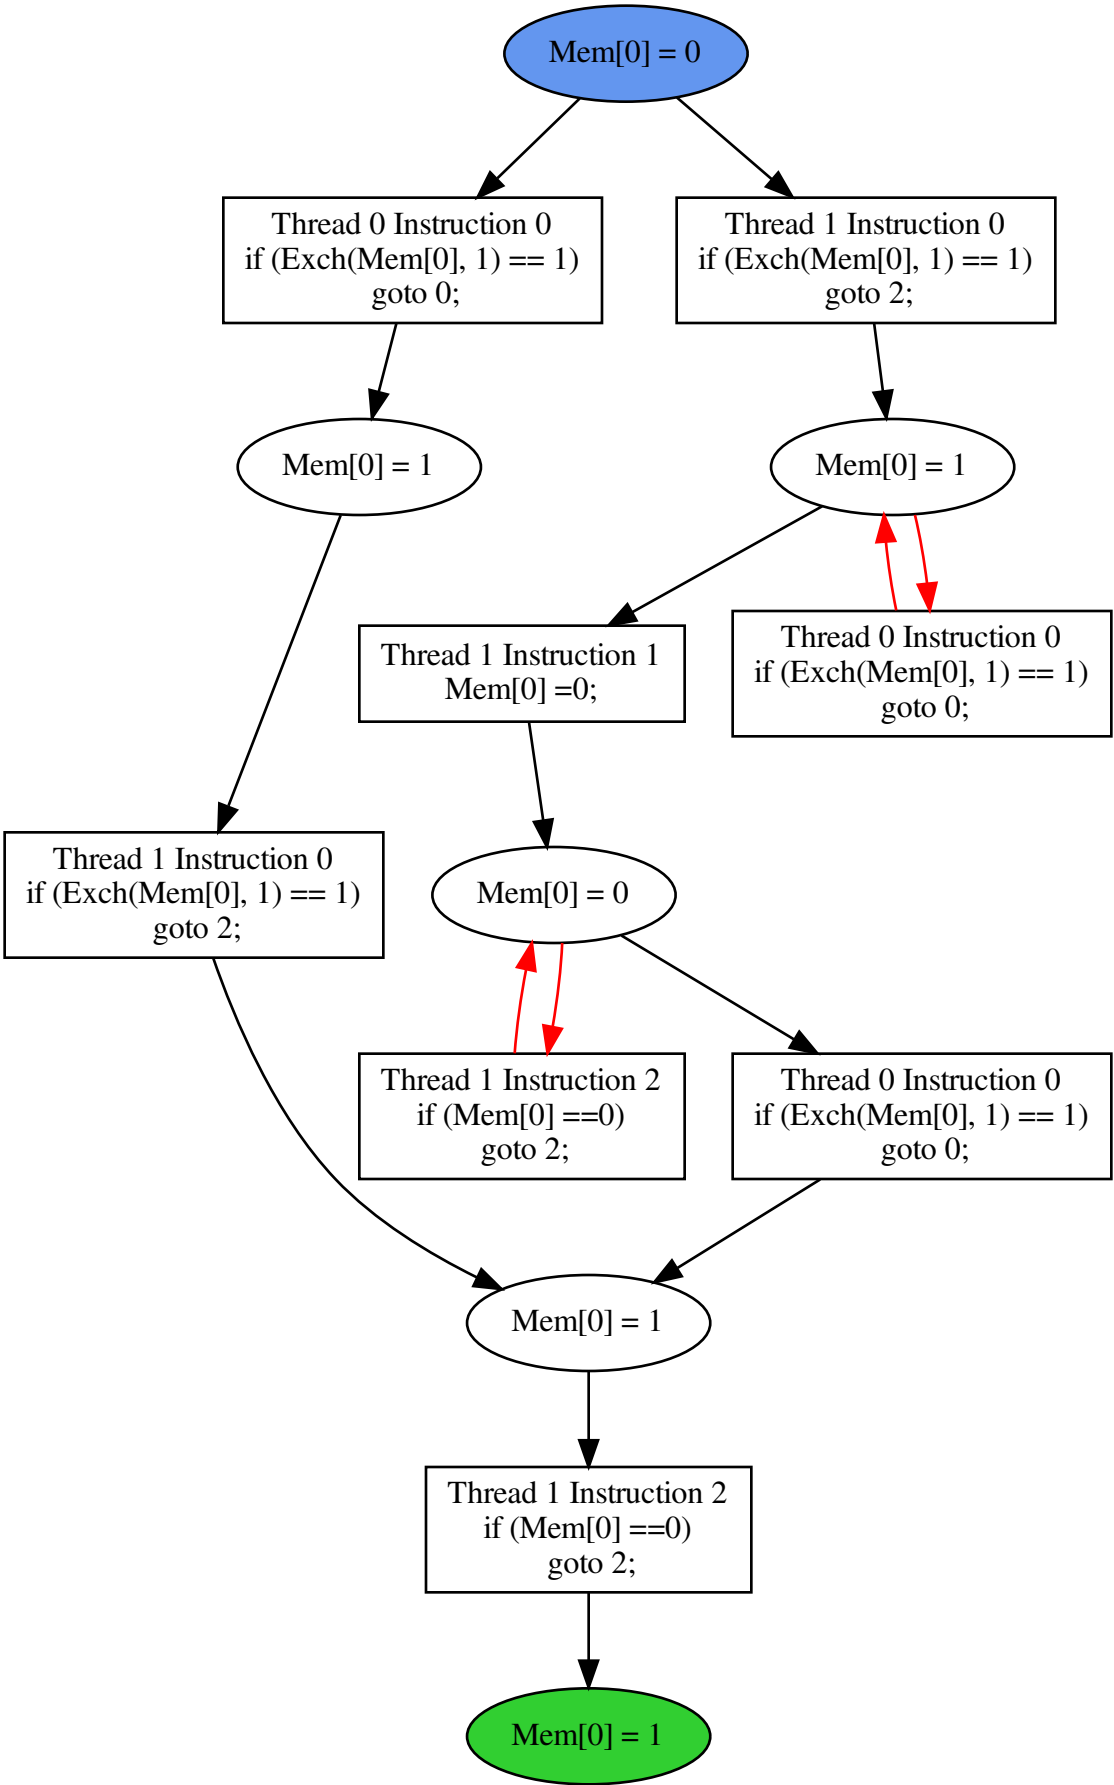 Mem[0] = 0
Thread 0 Instruction 0
if (Exch(Mem[0], 1) == 1)
goto 0;
Thread 1 Instruction 0
if (Exch(Mem[0], 1) == 1)
goto 2;
Mem[0] = 1
Mem[0] = 1
Thread 1 Instruction 1
Mem[0] =0;
Thread 0 Instruction 0
if (Exch(Mem[0], 1) == 1)
goto 0;
Thread 1 Instruction 0
if (Exch(Mem[0], 1) == 1)
goto 2;
Mem[0] = 0
Thread 1 Instruction 2
if (Mem[0] ==0)
goto 2;
Thread 0 Instruction 0
if (Exch(Mem[0], 1) == 1)
goto 0;
Mem[0] = 1
Thread 1 Instruction 2
if (Mem[0] ==0)
goto 2;
Mem[0] = 1